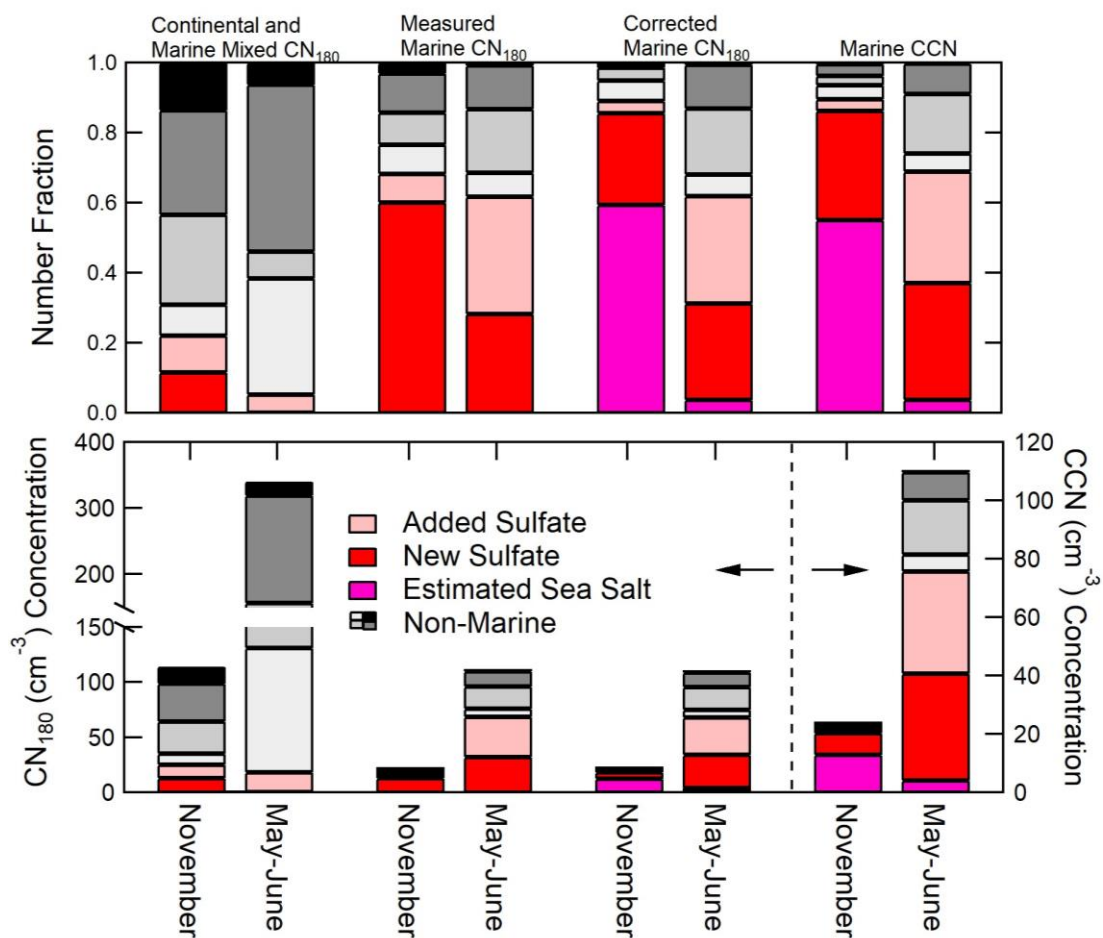 Continental and
Marine Mixed CN180
Measured
Marine CN180
Corrected
Marine CN180
Marine CCN
Number Fraction
1.0
0.8
0.6
0.4
0.2
0.0
CN180 (cm-3) Concentration
400
300
200
150
100
50
0
Added Sulfate
New Sulfate
Estimated Sea Salt
Non-Marine
120
100
80
60
40
20
0
CCN (cm-3) Concentration
November
May-June
November
May-June
November
May-June
November
May-June